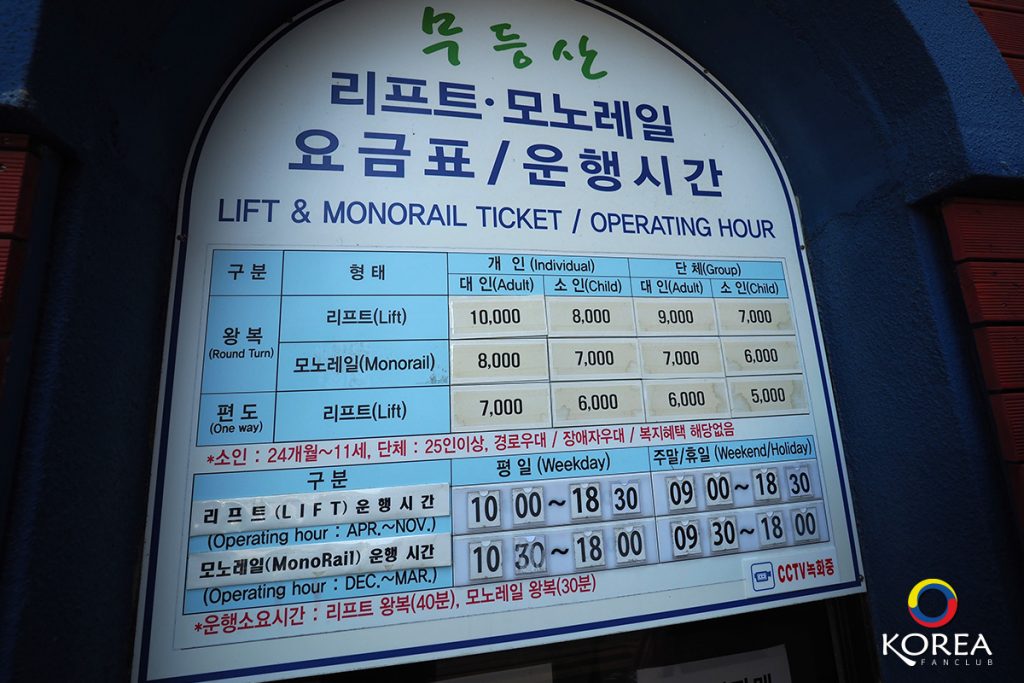 무등산
리프트·모노레일
요금표/운행시간
LIFT & MONORAIL TICKET / OPERATING HOUR
구 분 형 태 개 인 (Individual) 단 체(Group)
대 인(Adult) 소 인(Child) 대 인(Adult) 소 인(Child)
왕 복 (Round Turn) 리프트(Lift) 10,000 8,000 9,000 7,000
모노레일(Monorail) 8,000 7,000 7,000 6,000
편 도 (One way) 리프트(Lift) 7,000 6,000 6,000 5,000
*소인 : 24개월~11세, 단체 : 25인이상, 경로우대 / 장애자우대 / 복지혜택 해당없음
구 분 평 일 (Weekday) 주말/휴일 (Weekend/Holiday)
리프트(LIFT) 운행시간 10 00~18 30 09 00~18 30
(Operating hour : APR.~NOV.)
모노레일(MonoRail) 운행 시간 10 30~18 00 09 30~18 00
(Operating hour : DEC.~MAR.)
CCTV녹화중
*운행소요시간 : 리프트 왕복(40분), 모노레일 왕복(30분)
KOREA
FANCLUB